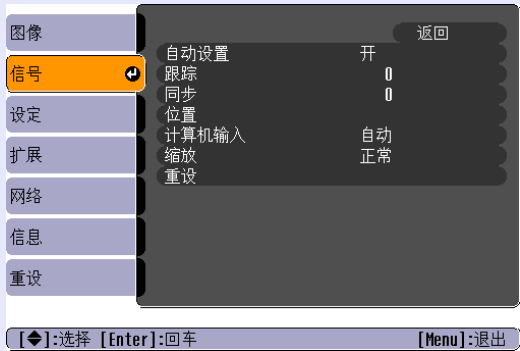 图像
信号
设定
扩展
网络
信息
重设
返回
自动设置 开
跟踪 0
同步 0
位置
计算机输入 自动
缩放 正常
重设
[◆]:选择 [Enter]:回车 [Menu]:退出